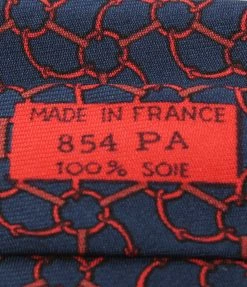 MADE IN FRANCE
854 PA
100% SOIE